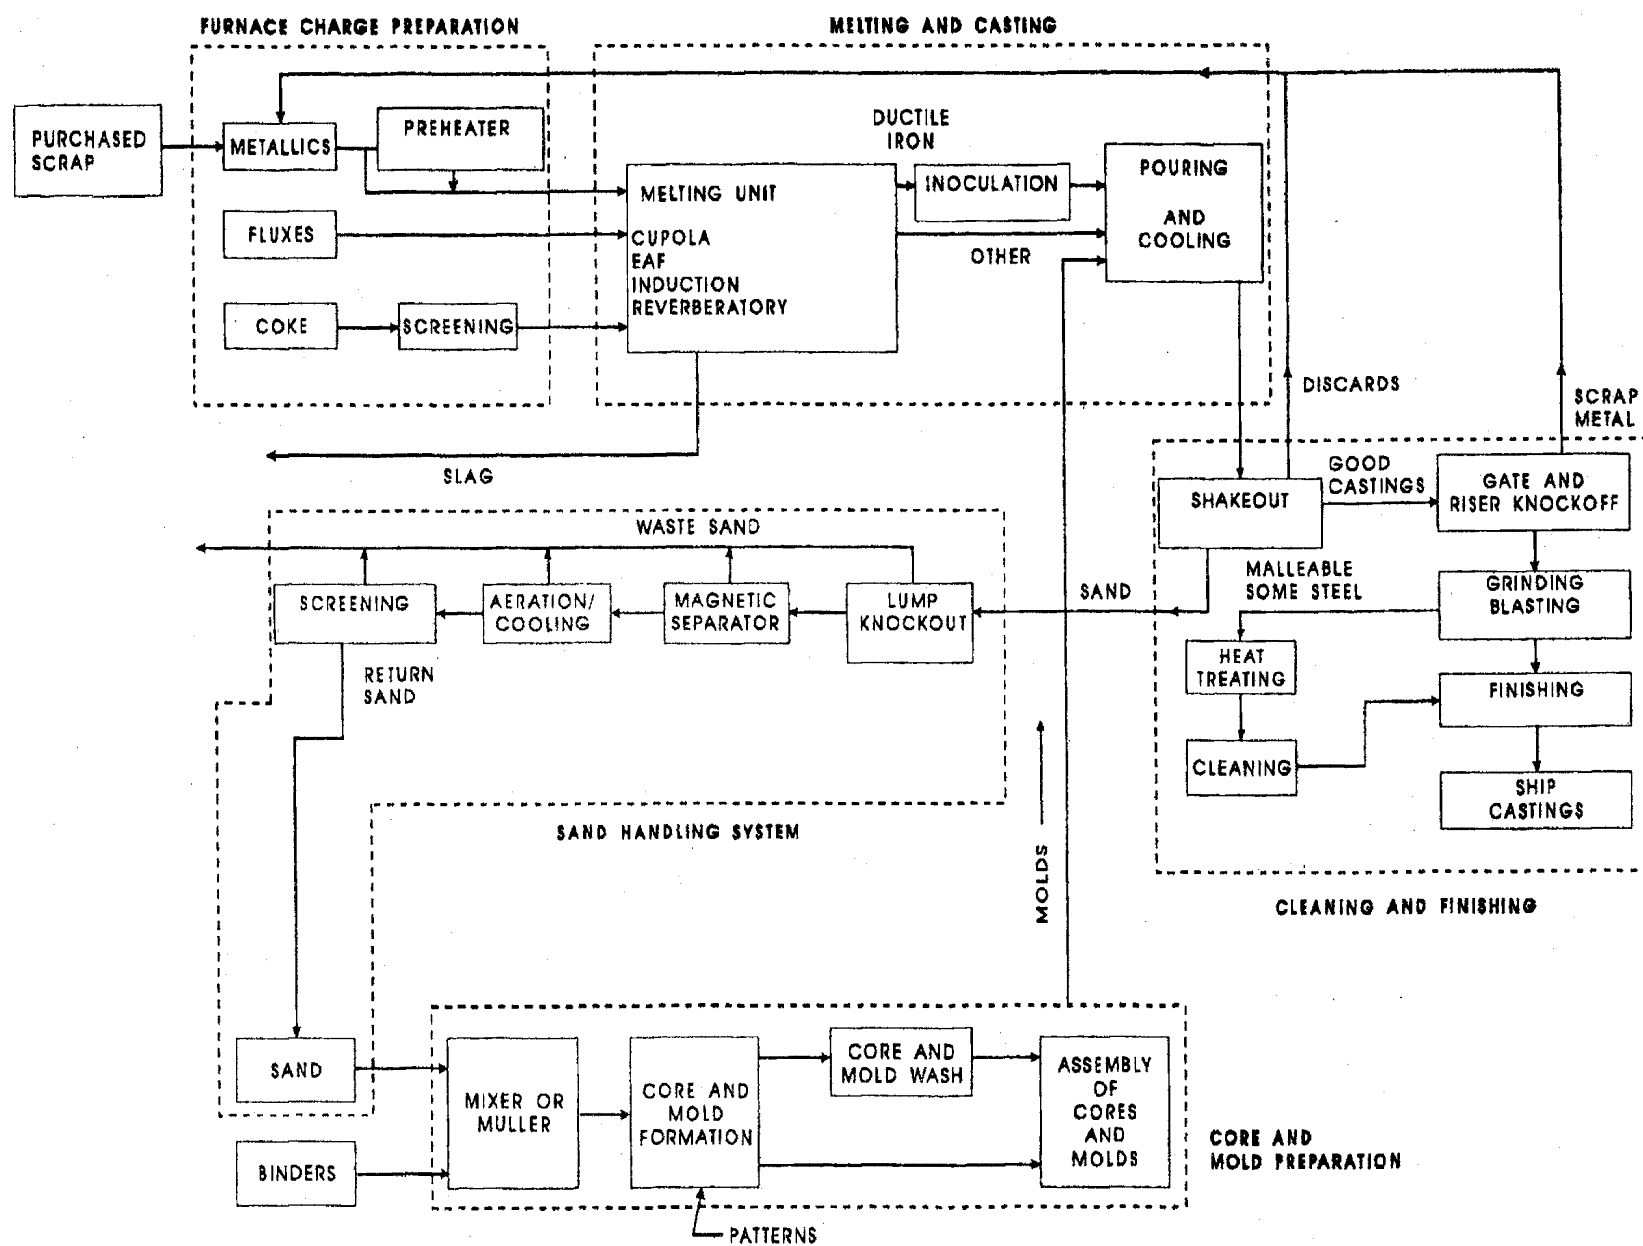 FURNACE CHARGE PREPARATION
MELTING AND CASTING
PURCHASED
SCRAP
METALLICS
PREHEATER
FLUXES
COKE
SCREENING
MELTING UNIT
CUPOLA
EAF
INDUCTION
REVERBERATORY
DUCTILE
IRON
INOCULATION
OTHER
POURING
AND
COOLING
SLAG
DISCARDS
SCRAP
METAL
SHAKEOUT
GOOD
CASTINGS
GATE AND
RISER KNOCKOFF
MALLEABLE
SOME STEEL
GRINDING
BLASTING
HEAT
TREATING
FINISHING
CLEANING
SHIP
CASTINGS
CLEANING AND FINISHING
WASTE SAND
SCREENING
AERATION/
COOLING
MAGNETIC
SEPARATOR
LUMP
KNOCKOUT
SAND
RETURN
SAND
SAND HANDLING SYSTEM
MOLDS
SAND
BINDERS
MIXER OR
MULLER
CORE AND
MOLD
FORMATION
CORE AND
MOLD WASH
ASSEMBLY
OF
CORES
AND
MOLDS
CORE AND
MOLD PREPARATION
PATTERNS